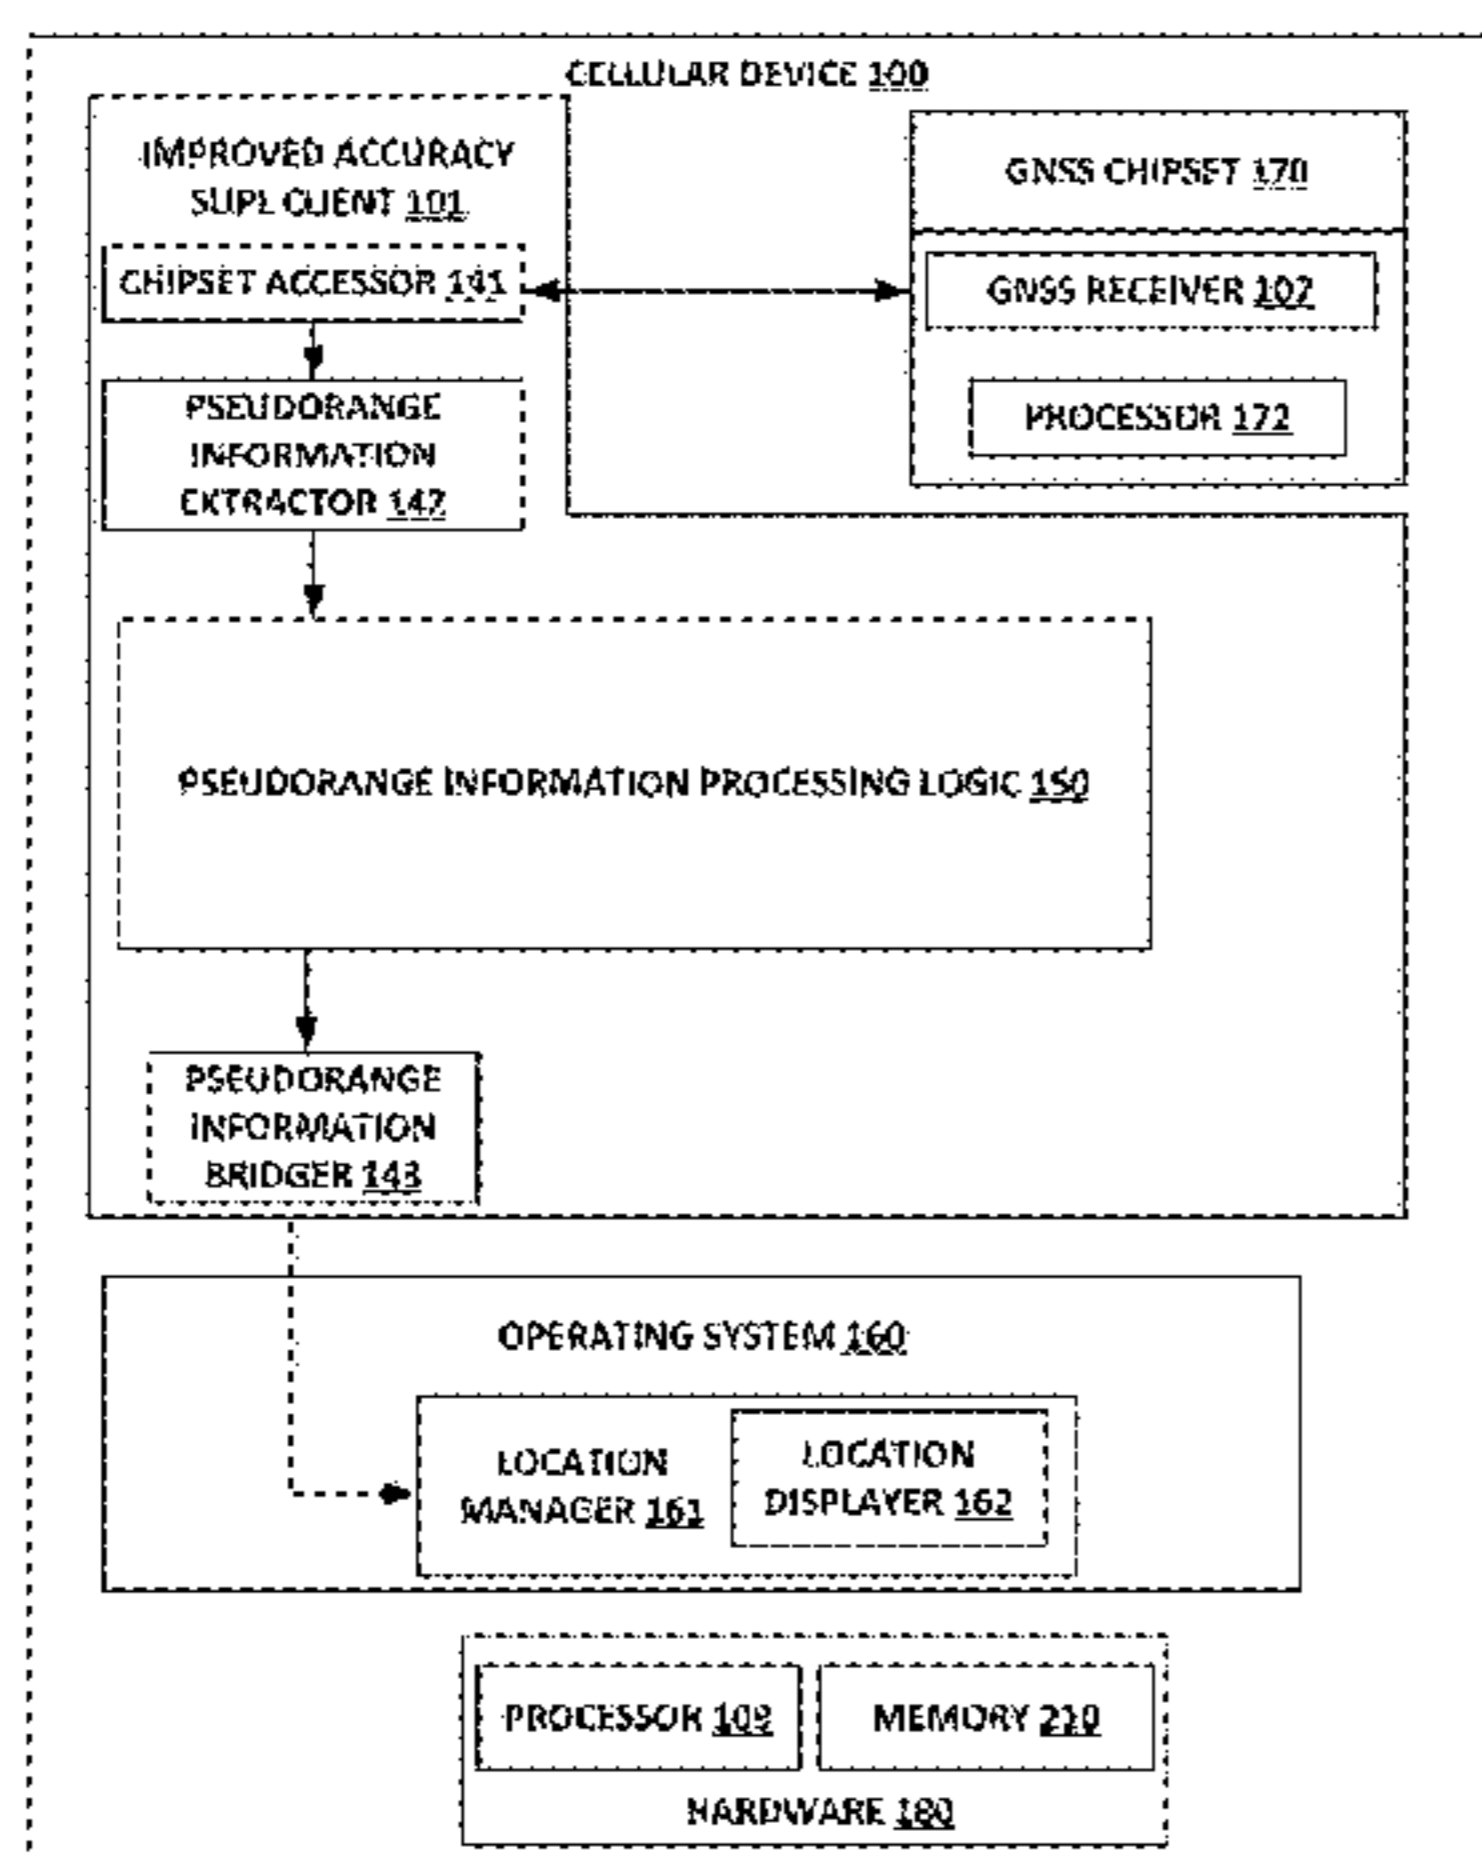 CELLULAR DEVICE 100
IMPROVED ACCURACY
SUPL CLIENT 101
GNSS CHIPSET 170
CHIPSET ACCESSOR 141
GNSS RECEIVER 107
PROCESSOR 172
PSEUDORANGE
INFORMATION
EXTRACTOR 142
PSEUDORANGE INFORMATION PROCESSING LOGIC 150
PSEUDORANGE
INFORMATION
BRIDGER 143
OPERATING SYSTEM 160
LOCATION
MANAGER 161
LOCATION
DISPLAYER 162
PROCESSOR 109
MEMORY 210
HARDWARE 180